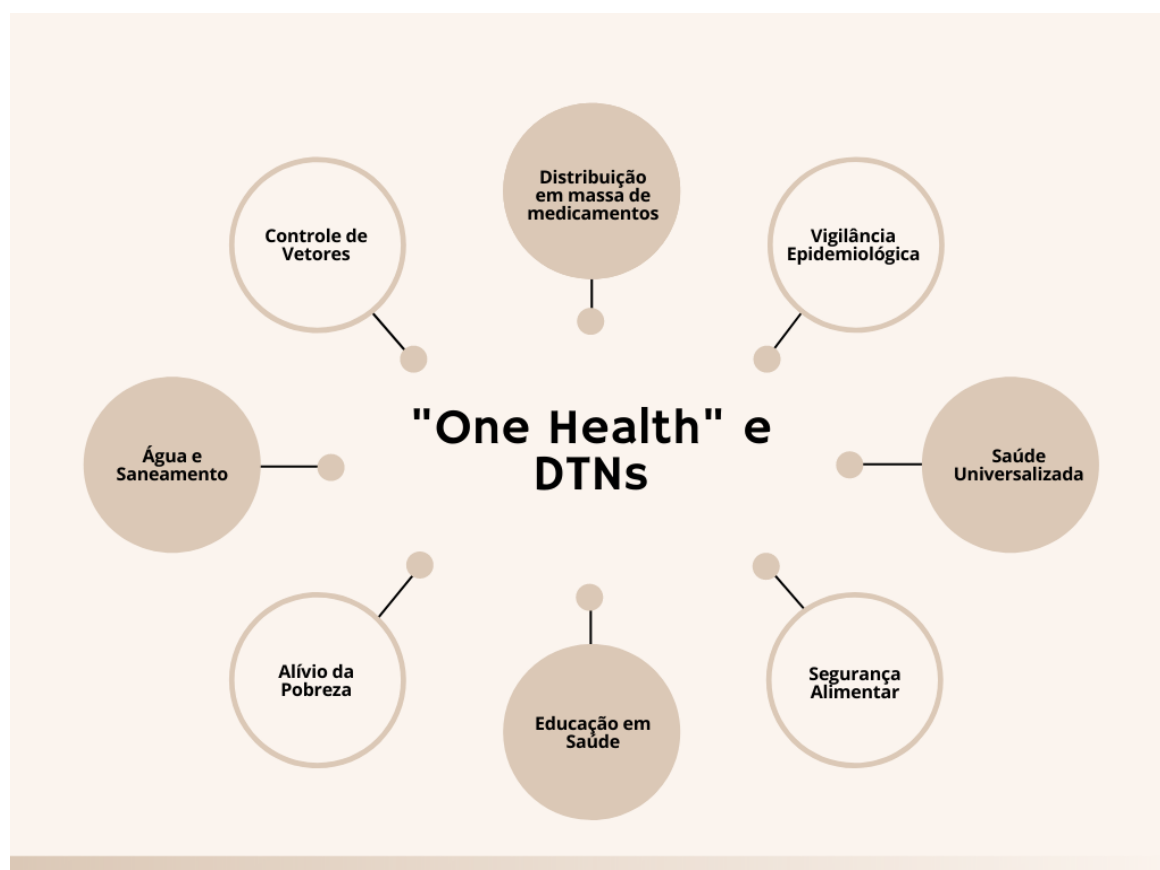 Distribuição
em massa de
medicamentos
Controle de
Vetores
Vigilância
Epidemiológica
"One Health" e
DTNs
Água e
Saneamento
Saúde
Universalizada
Alívio da
Pobreza
Segurança
Alimentar
Educação em
Saúde